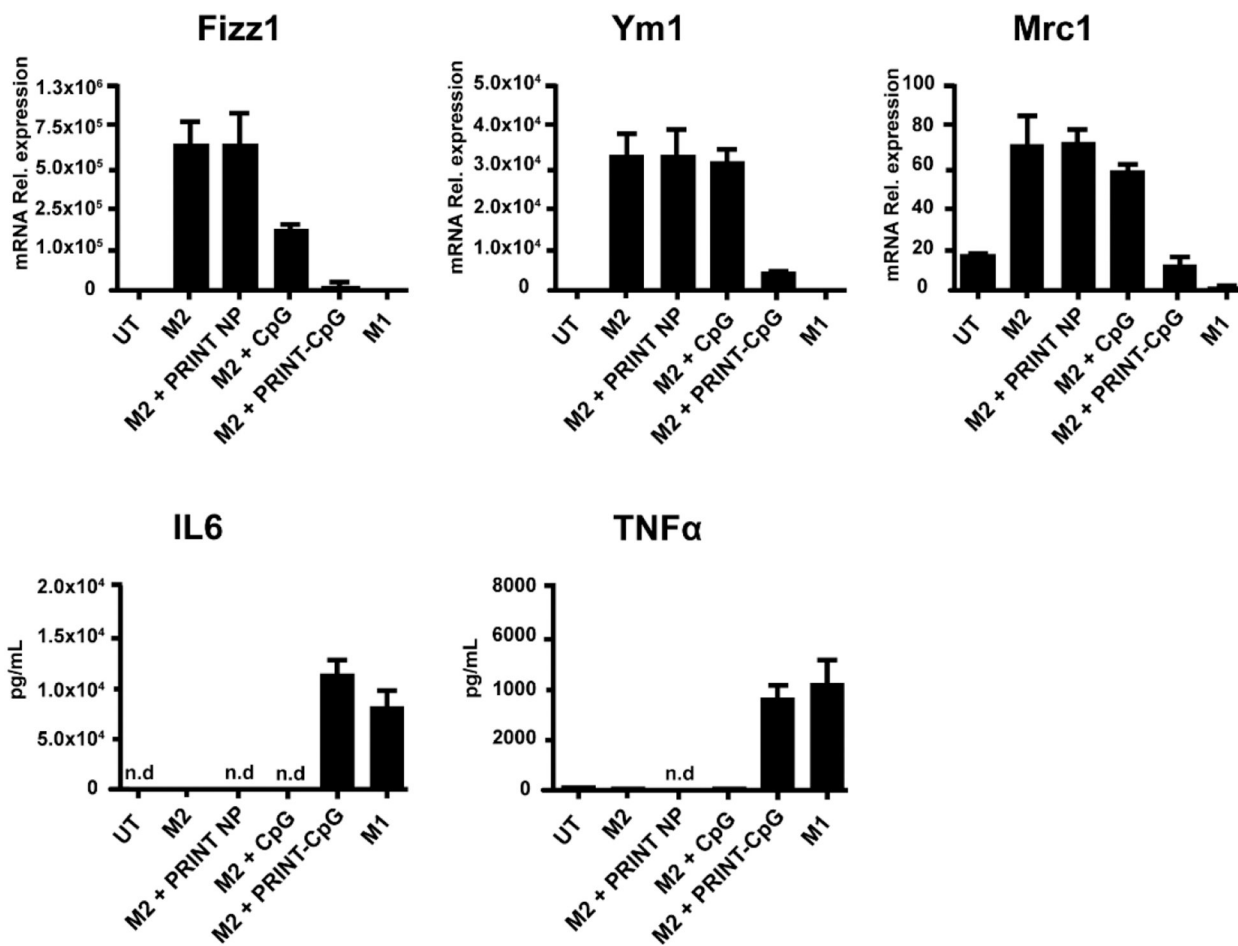 Fizz1
mRNA Rel. expression
1.3x10⁶
7.5x10⁵
5.0x10⁵
2.5x10⁵
1.0x10⁵
0
UT
M2
M2 + PRINT NP
M2 + CpG
M2 + PRINT-CpG
M1
Ym1
mRNA Rel. expression
5.0x10⁴
4.0x10⁴
3.0x10⁴
2.0x10⁴
1.0x10⁴
0
UT
M2
M2 + PRINT NP
M2 + CpG
M2 + PRINT-CpG
M1
Mrc1
mRNA Rel. expression
100
80
60
40
20
0
UT
M2
M2 + PRINT NP
M2 + CpG
M2 + PRINT-CpG
M1
IL6
pg/mL
2.0x10⁴
1.5x10⁴
1.0x10⁴
5.0x10⁴
0
n.d
n.d
n.d
UT
M2
M2 + PRINT NP
M2 + CpG
M2 + PRINT-CpG
M1
TNFα
pg/mL
8000
6000
1000
2000
0
n.d
UT
M2
M2 + PRINT NP
M2 + CpG
M2 + PRINT-CpG
M1